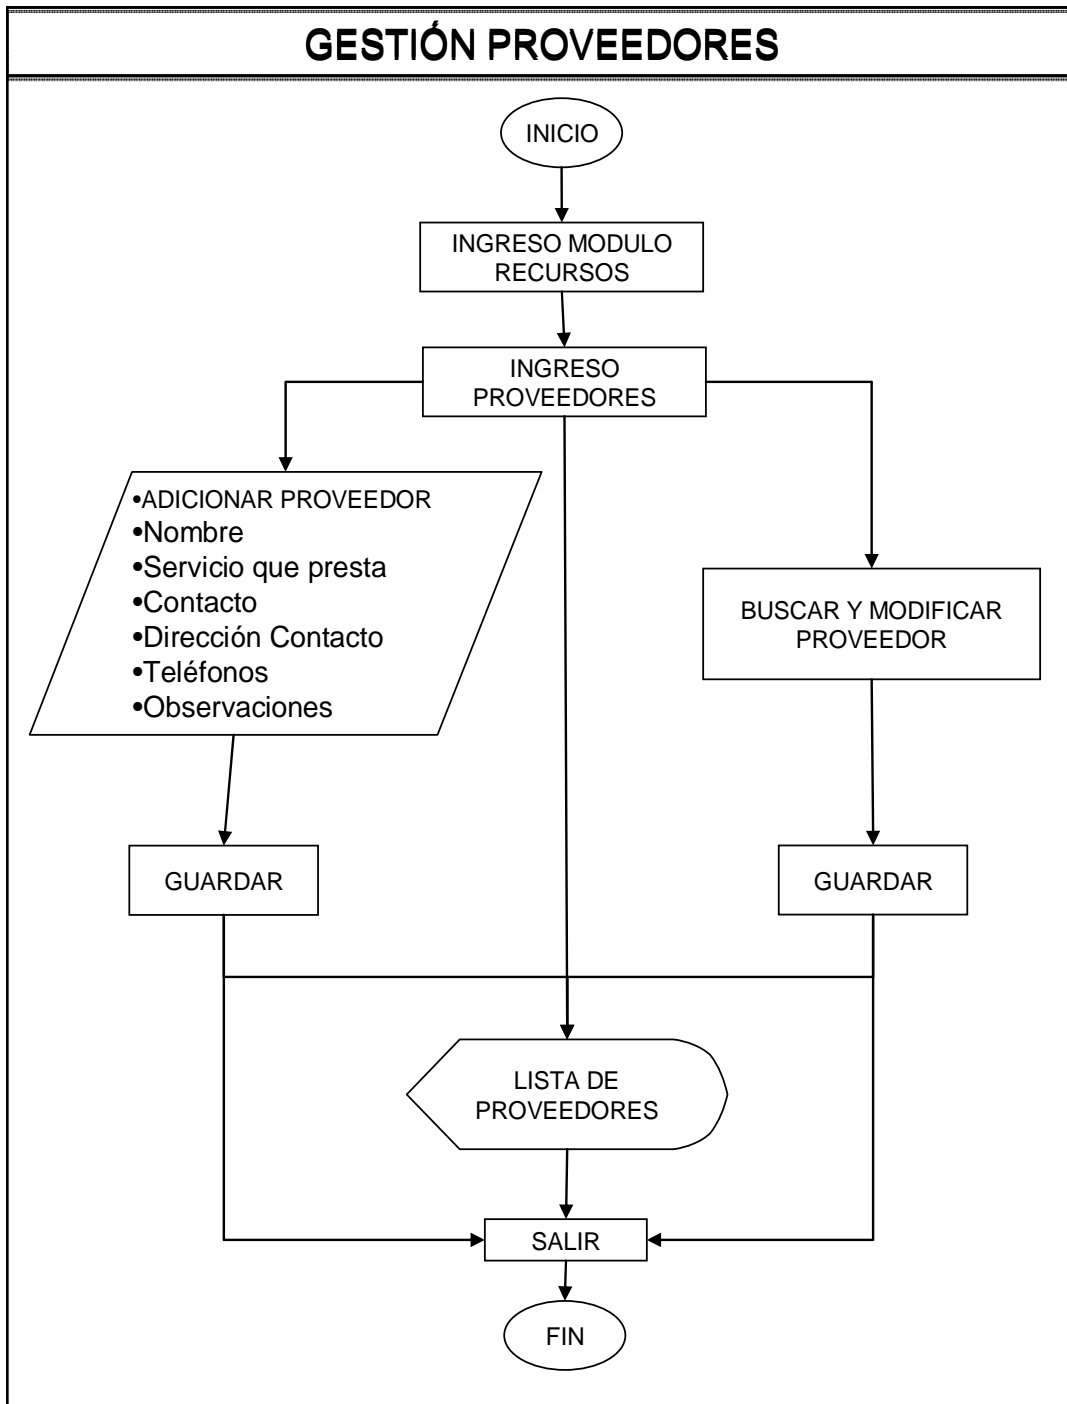 GESTIÓN PROVEEDORES
INICIO
INGRESO MODULO
RECURSOS
INGRESO
PROVEEDORES
•ADICIONAR PROVEEDOR
•Nombre
•Servicio que presta
•Contacto
•Dirección Contacto
•Teléfonos
•Observaciones
BUSCAR Y MODIFICAR
PROVEEDOR
GUARDAR
GUARDAR
LISTA DE
PROVEEDORES
SALIR
FIN